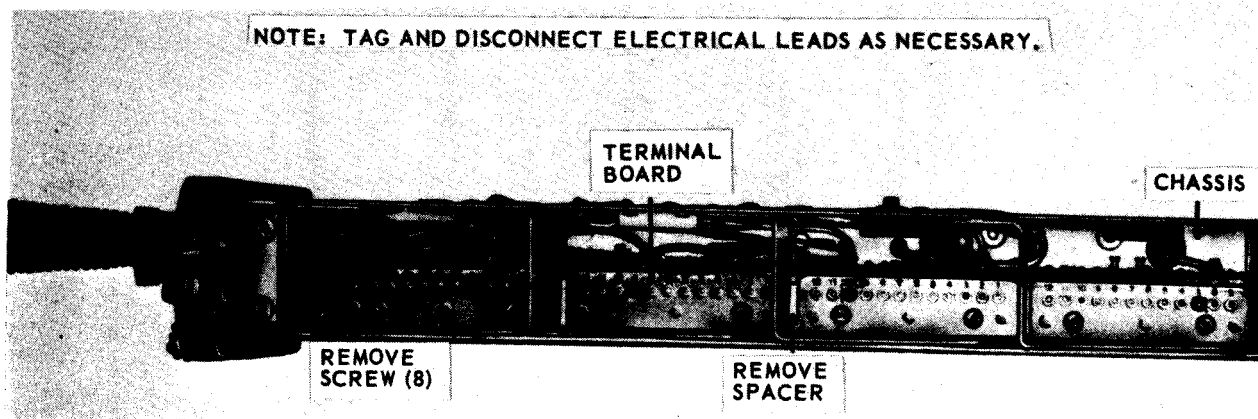 NOTE: TAG AND DISCONNECT ELECTRICAL LEADS AS NECESSARY.
TERMINAL
BOARD
CHASSIS
REMOVE
SCREW (8)
REMOVE
SPACER